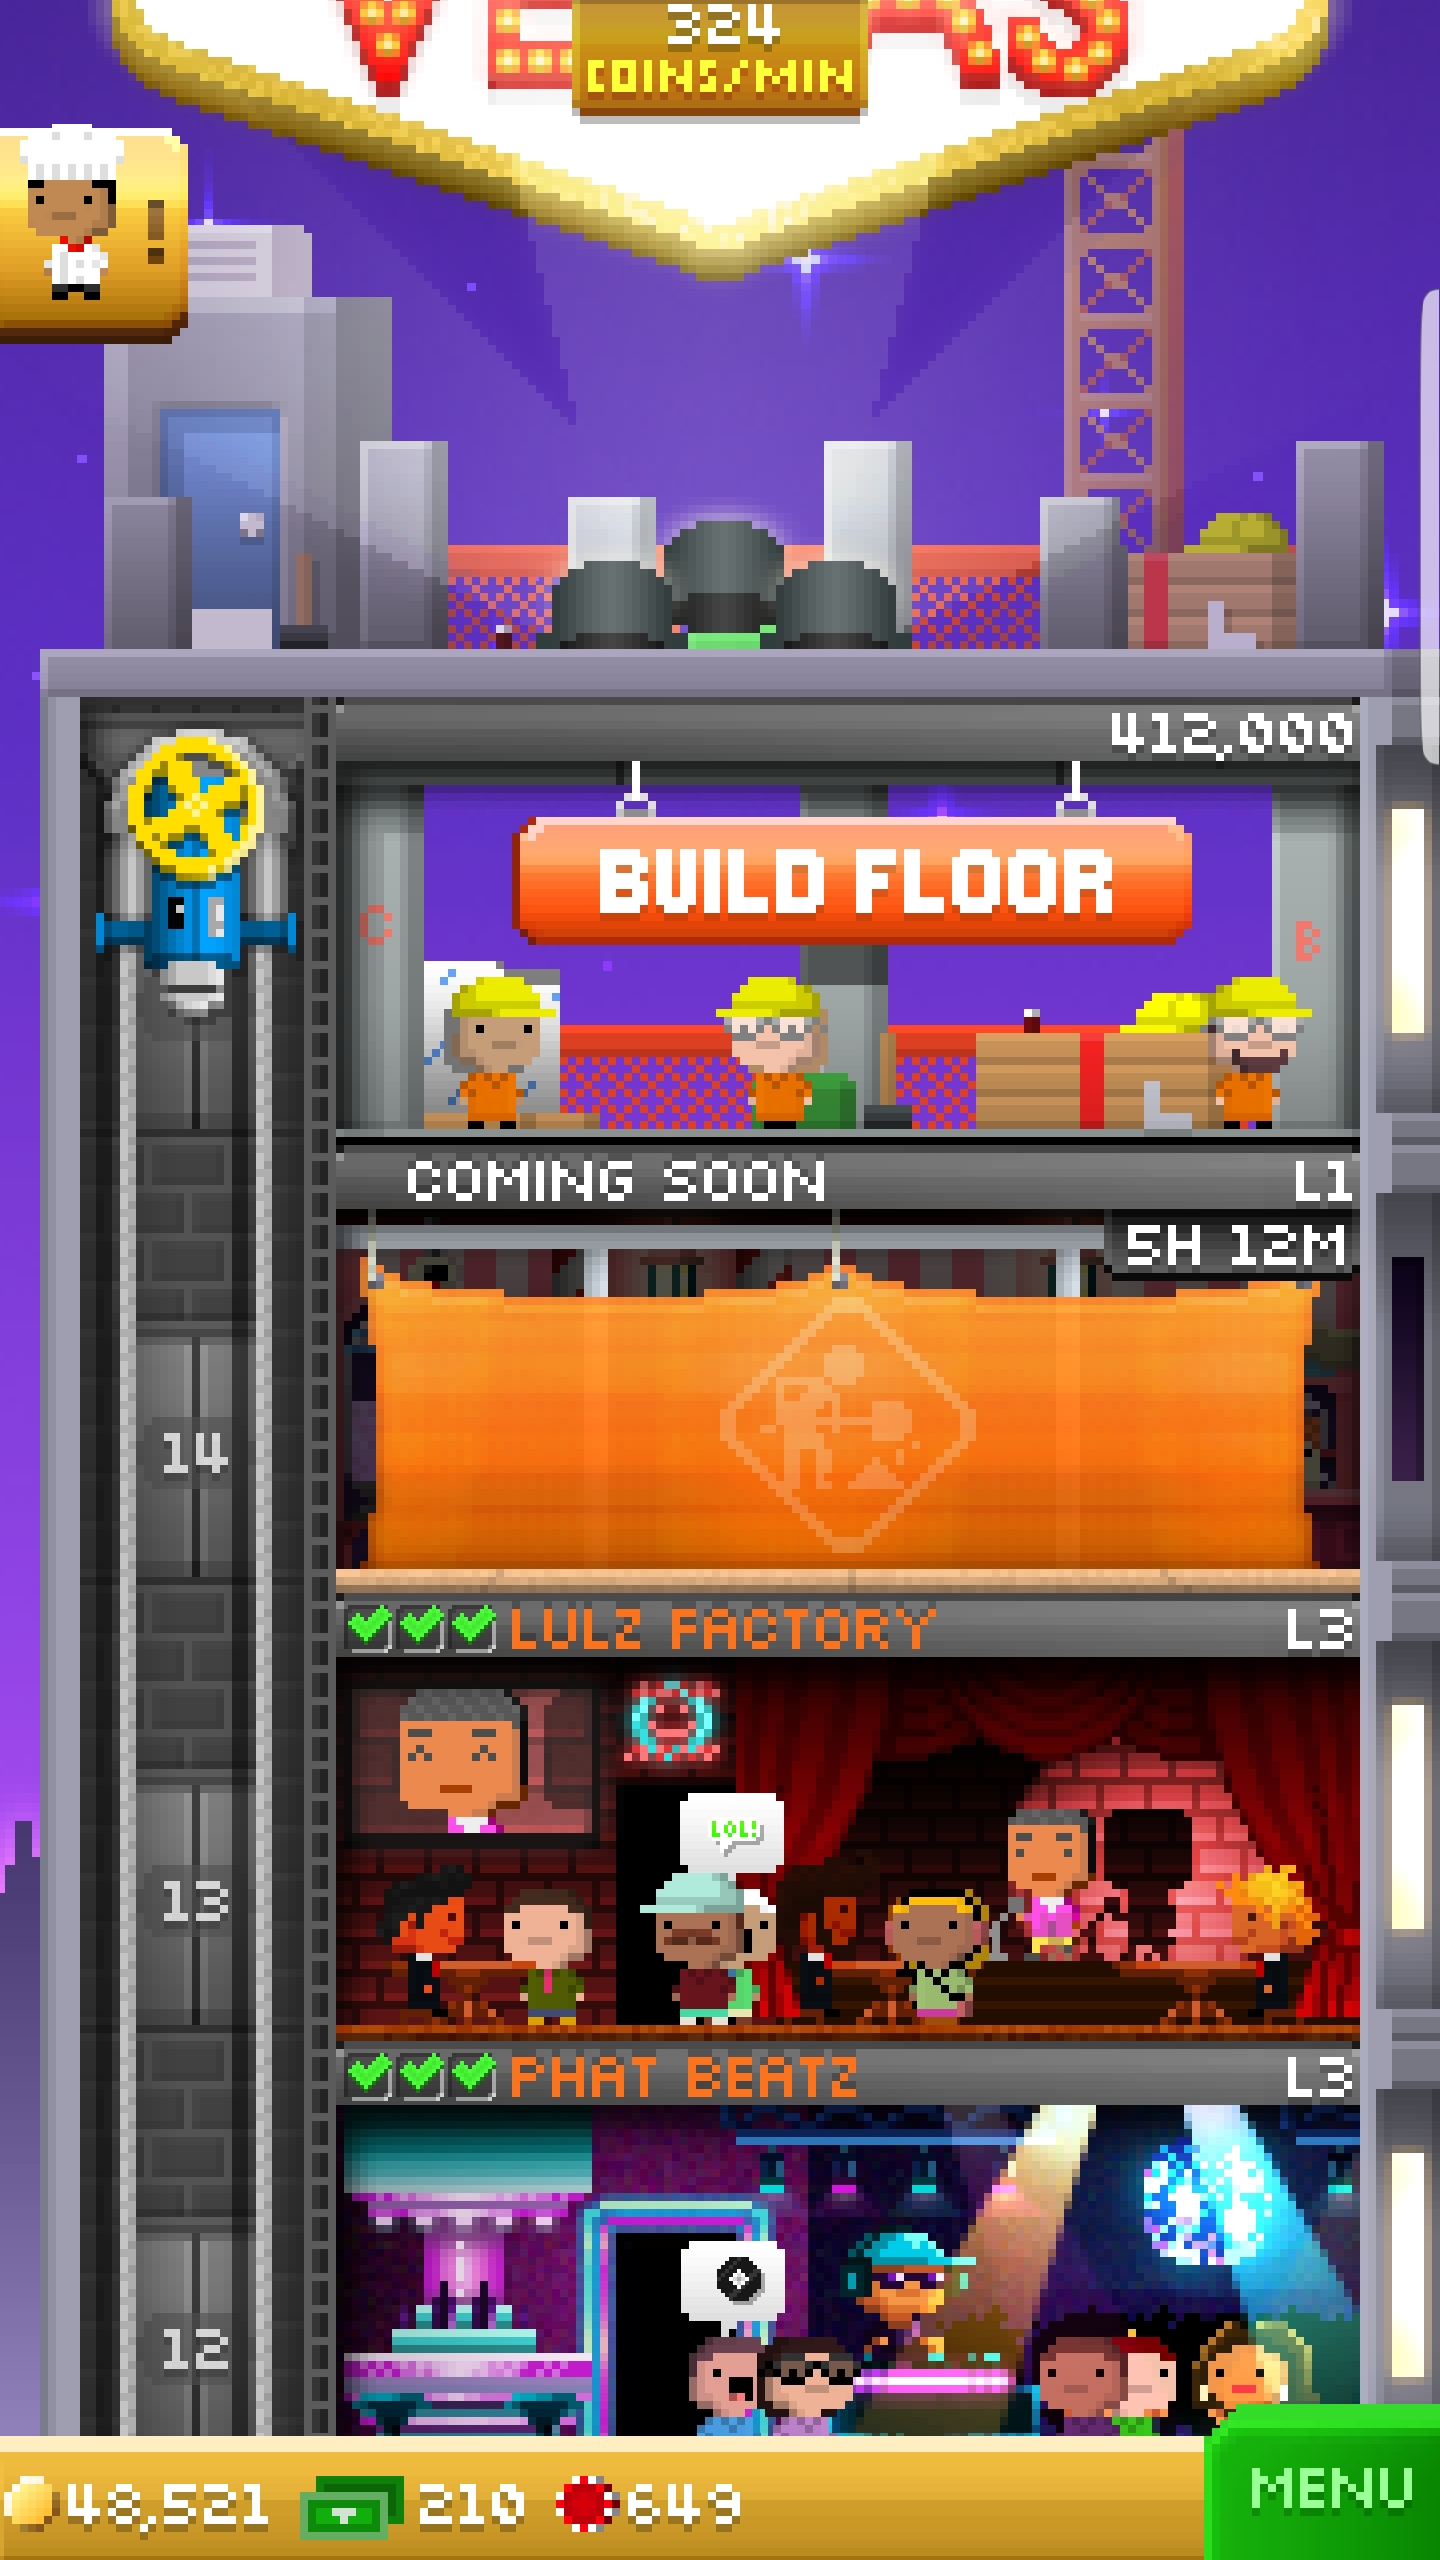 324
COINS/MIN
412,000
BUILD FLOOR
C
B
COMING SOON L1
5H 12M
14
LULZ FACTORY L3
LOL!
13
PHAT BEATZ L3
12
48,521 210 649 MENU